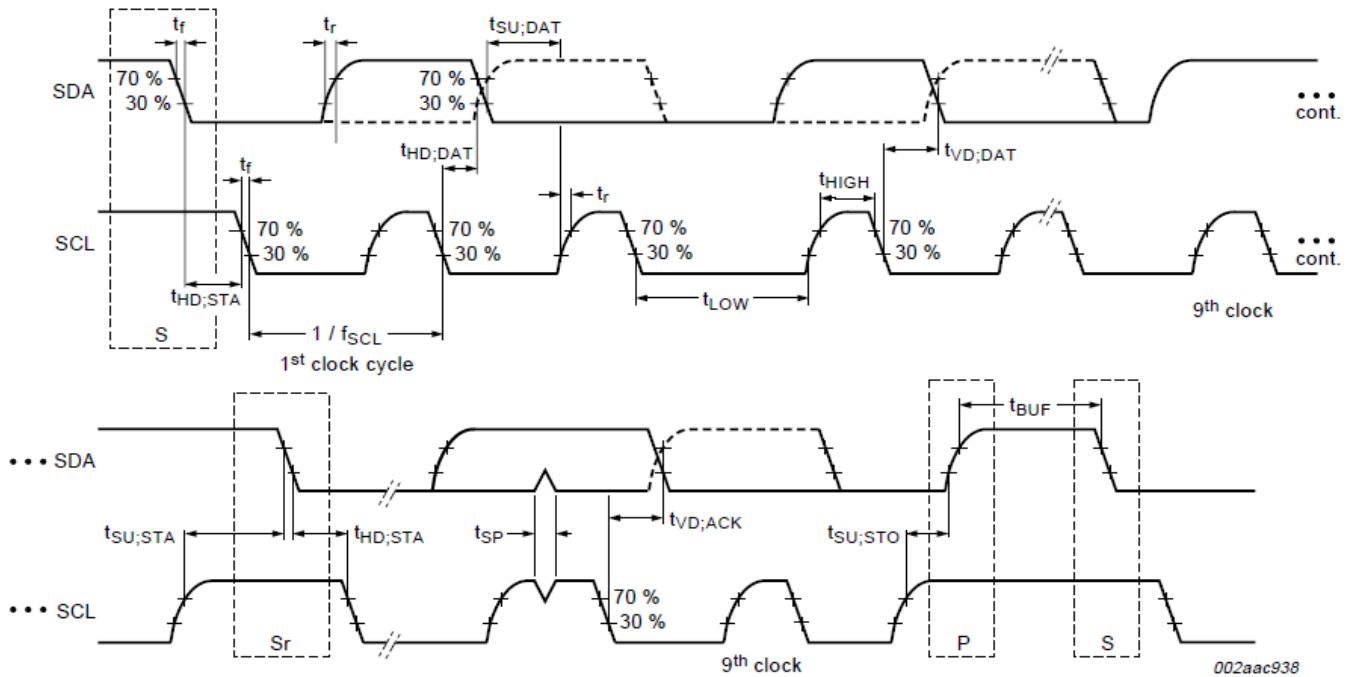 tf tr tSU;DAT
SDA 70 % 30 % 70 % 30 % ••• cont.
tHD;DAT tVD;DAT
tf tr tHIGH
SCL 70 % 30 % 70 % 30 % 70 % 30 % 70 % 30 % ••• cont.
tHD;STA tLOW
S 1 / fSCL 9th clock
1st clock cycle
tBUF
••• SDA
tSU;STA tHD;STA tSP tVD;ACK tSU;STO
••• SCL 70 % 30 %
Sr 9th clock P S
002aac938